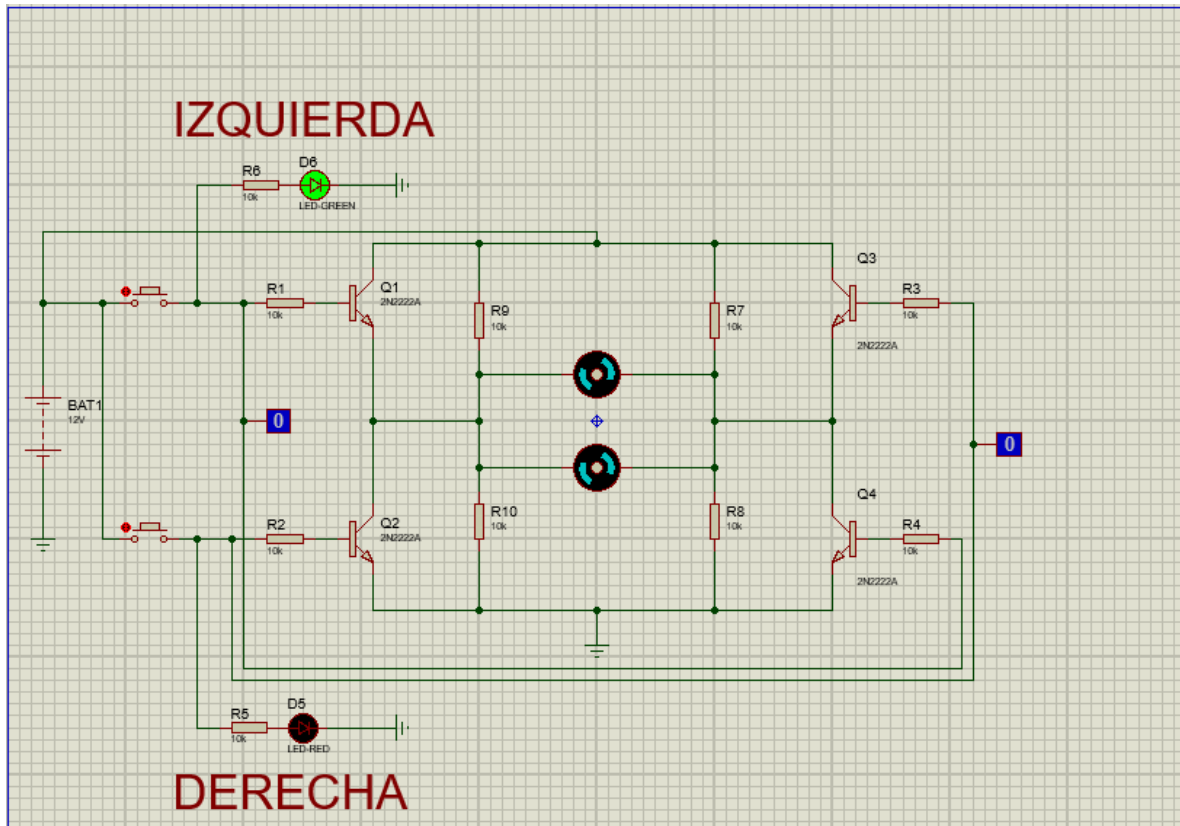 IZQUIERDA
R6
10k
D6
LED-GREEN
R1
10k
Q1
2N2222A
R9
10k
R7
10k
Q3
2N2222A
R3
10k
BAT1
12V
0
0
R2
10k
Q2
2N2222A
R10
10k
R8
10k
Q4
2N2222A
R4
10k
R5
10k
D5
LED-RED
DERECHA